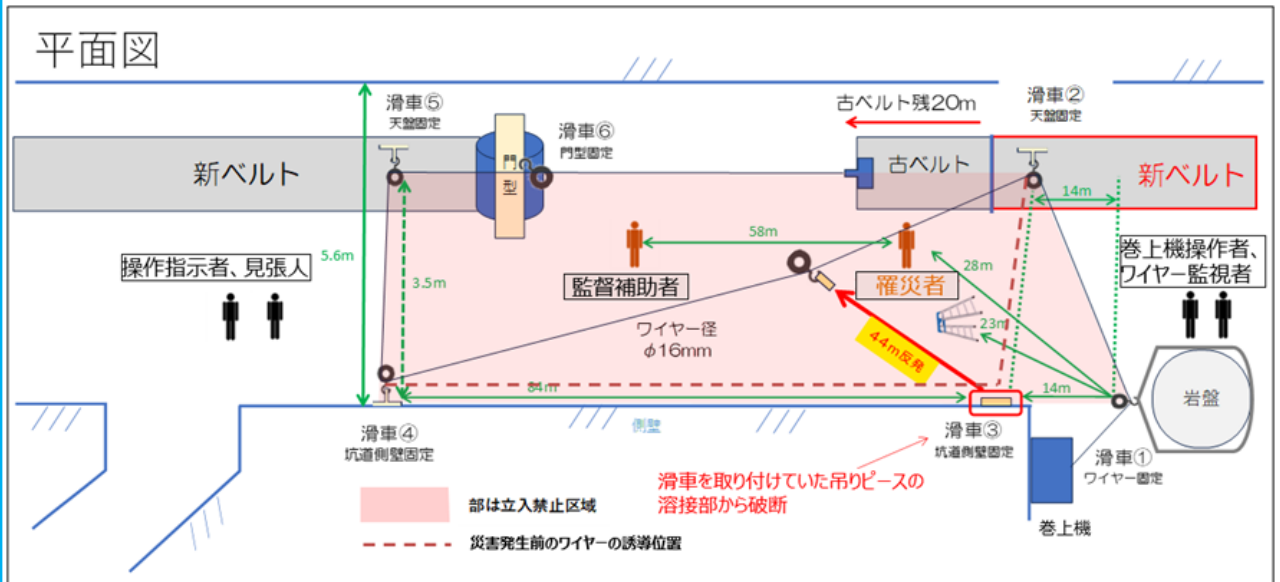 平面図
滑車⑤
天盤固定
滑車⑥
門型固定
古ベルト残20m
滑車②
天盤固定
新ベルト
門型
古ベルト
新ベルト
14m
5.6m
3.5m
58m
28m
23m
操作指示者、見張人
監督補助者
罹災者
巻上機操作者、
ワイヤー監視者
ワイヤー径
φ16mm
44m反発
84m
14m
岩盤
側壁
滑車④
坑道側壁固定
滑車③
坑道側壁固定
滑車①
ワイヤー固定
滑車を取り付けていた吊りピースの
溶接部から破断
巻上機
部は立入禁止区域
災害発生前のワイヤーの誘導位置